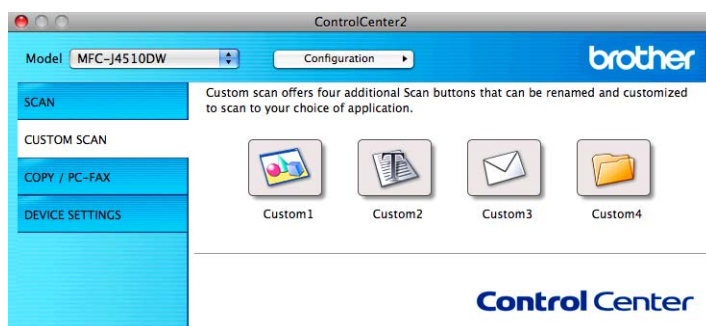 ControlCenter2
Model MFC-J4510DW Configuration brother
SCAN
CUSTOM SCAN
COPY / PC-FAX
DEVICE SETTINGS
Custom scan offers four additional Scan buttons that can be renamed and customized
to scan to your choice of application.
Custom1 Custom2 Custom3 Custom4
Control Center